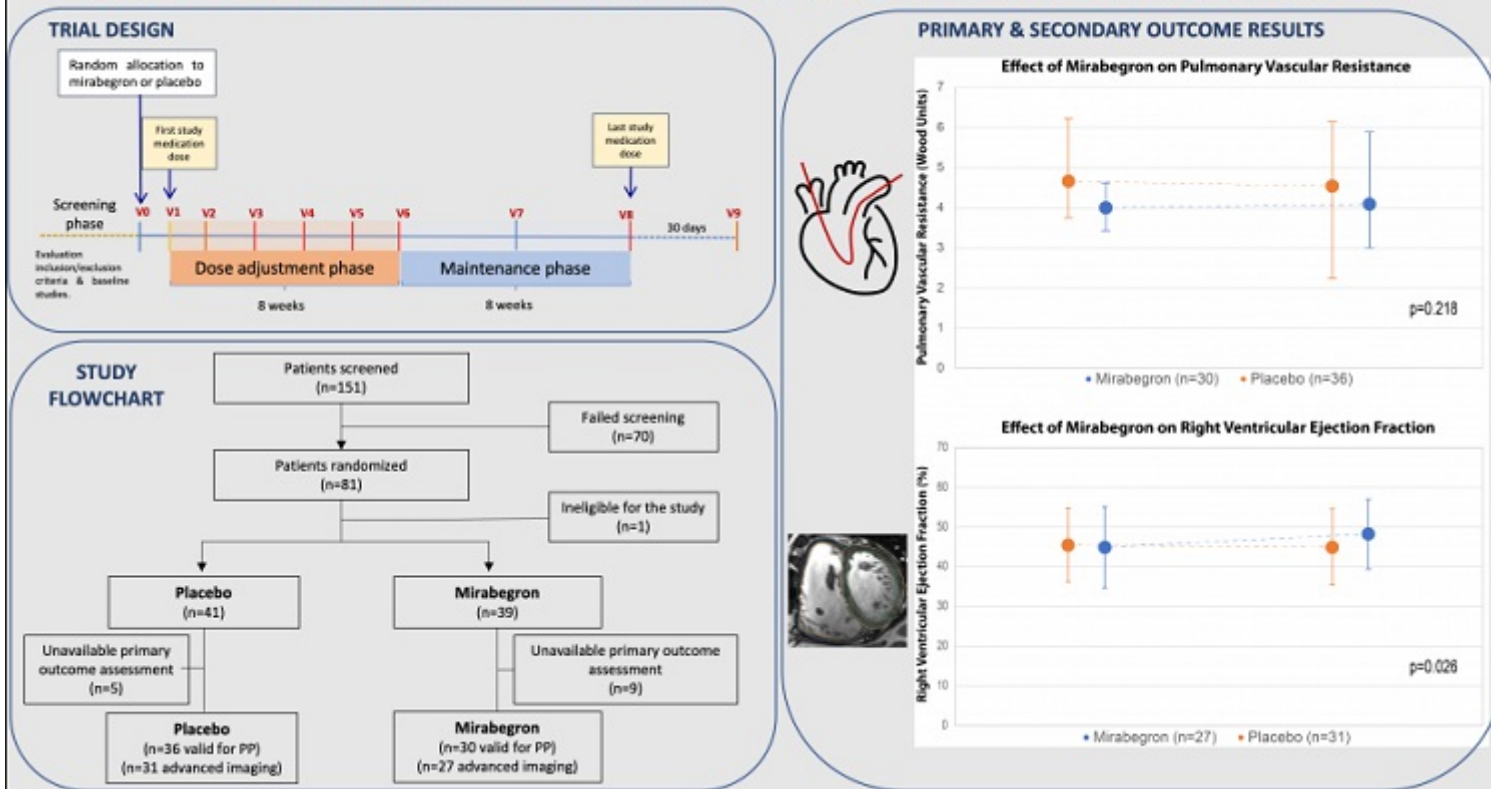 TRIAL DESIGN
Random allocation to
mirabegron or placebo
First study
medication
dose
Last study
medication
dose
Screening
phase
V0
V1
V2
V3
V4
V5
V6
V7
V8
V9
30 days
Evaluation
inclusion/exclusion
criteria & baseline
studies.
Dose adjustment phase
Maintenance phase
8 weeks
8 weeks
STUDY
FLOWCHART
Patients screened
(n=151)
Failed screening
(n=70)
Patients randomized
(n=81)
Ineligible for the study
(n=1)
Placebo
(n=41)
Mirabegron
(n=39)
Unavailable primary
outcome assessment
(n=5)
Unavailable primary outcome
assessment
(n=9)
Placebo
(n=36 valid for PP)
(n=31 advanced imaging)
Mirabegron
(n=30 valid for PP)
(n=27 advanced imaging)
PRIMARY & SECONDARY OUTCOME RESULTS
Effect of Mirabegron on Pulmonary Vascular Resistance
Pulmonary Vascular Resistance (Wood Units)
7
6
5
4
3
2
1
0
p=0.218
Mirabegron (n=30)
Placebo (n=36)
Effect of Mirabegron on Right Ventricular Ejection Fraction
Right Ventricular Ejection Fraction (%)
70
60
50
40
30
20
10
0
p=0.026
Mirabegron (n=27)
Placebo (n=31)